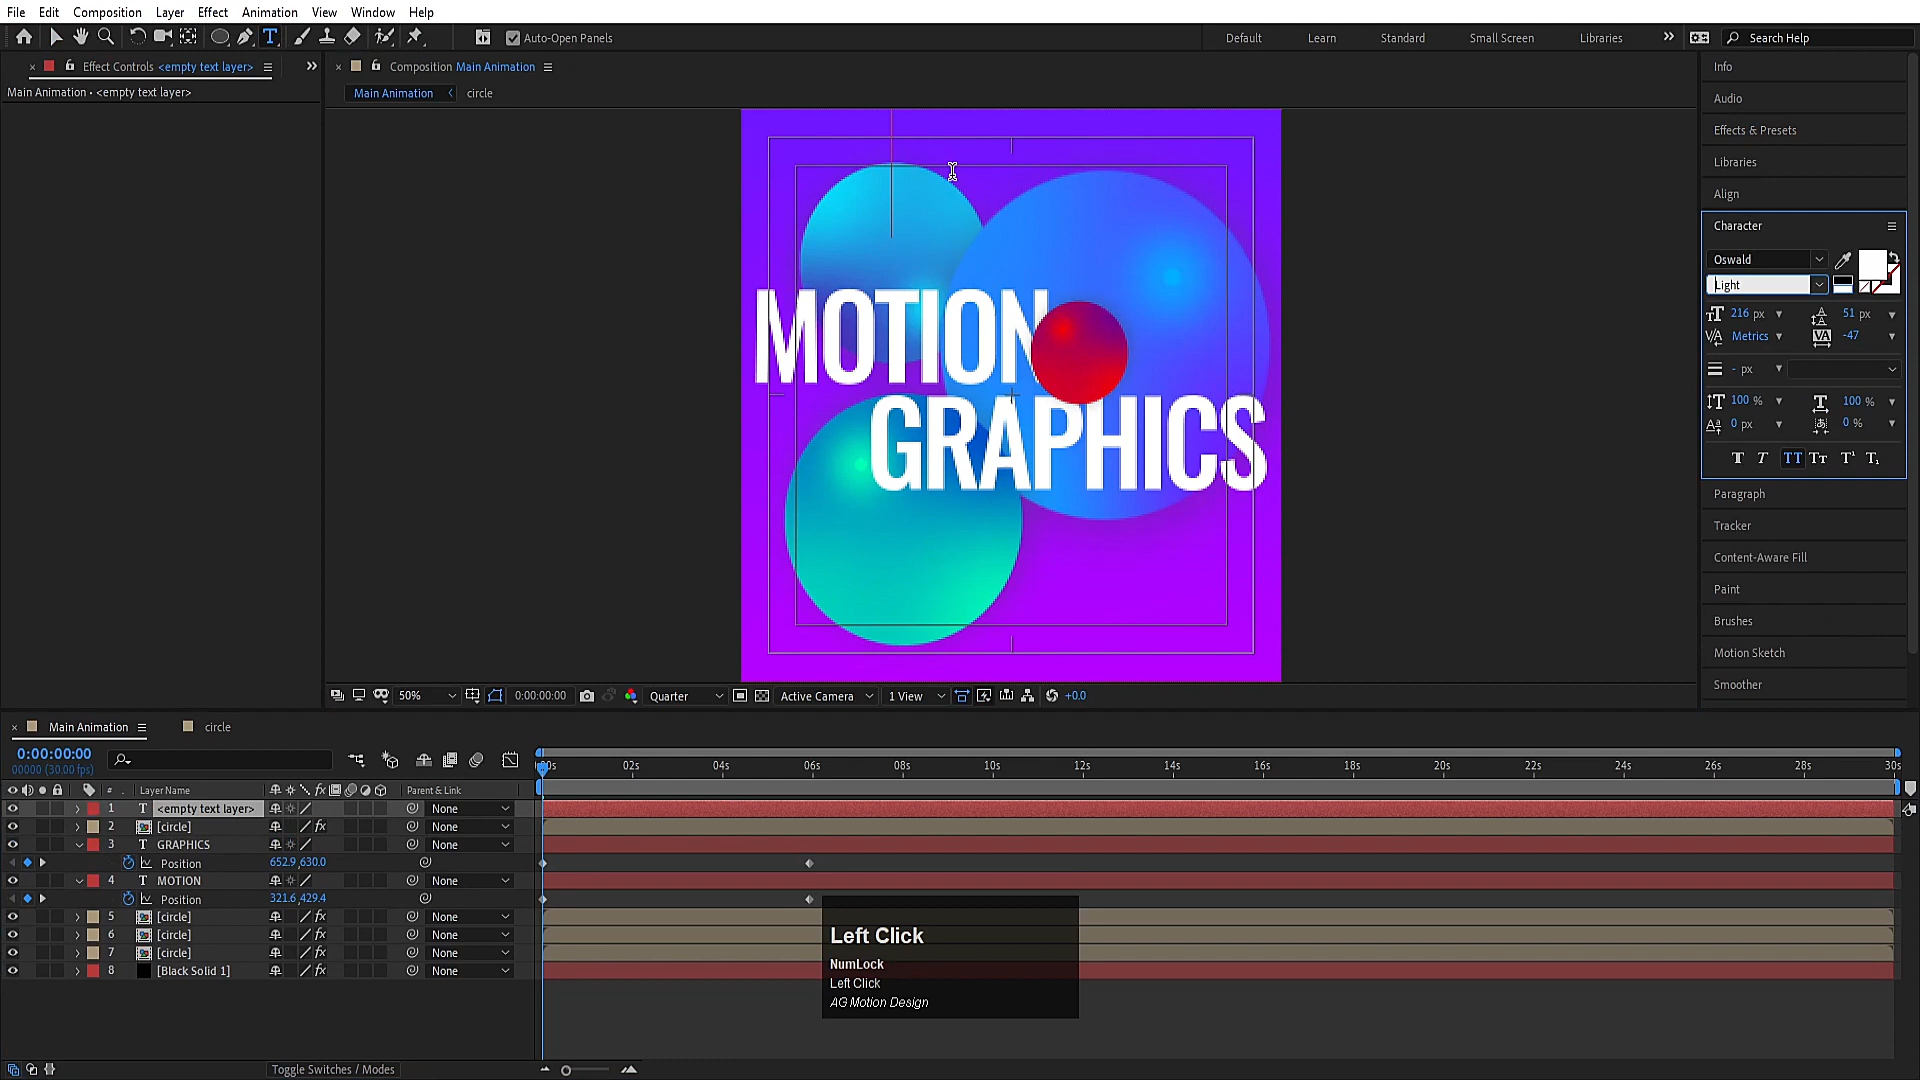 File Edit Composition Layer Effect Animation View Window Help
Auto-Open Panels Default Learn Standard Small Screen Libraries Search Help
Effect Controls <empty text layer>
Composition Main Animation
Info
Main Animation • <empty text layer>
Main Animation circle
Audio
Effects & Presets
Libraries
Align
Character
Oswald
Light
216 px 51 px
Metrics -47
- px
100 % 100 %
0 px 0 %
Paragraph
Tracker
Content-Aware Fill
Paint
Brushes
Motion Sketch
Smoother
MOTION
GRAPHICS
50% 0:00:00:00 Quarter Active Camera 1 View +0.0
Main Animation circle
0:00:00:00
00000 (30.00 fps)
00s 02s 04s 06s 08s 10s 12s 14s 16s 18s 20s 22s 24s 26s 28s 30s
# . Layer Name Parent & Link
1 T <empty text layer> None
2 [circle] fx None
3 T GRAPHICS None
Position 652.9,630.0
4 T MOTION None
Position 321.6,429.4
5 [circle] fx None
6 [circle] fx None
7 [circle] fx None
8 [Black Solid 1] fx None
Left Click
NumLock
Left Click
AG Motion Design
Toggle Switches / Modes